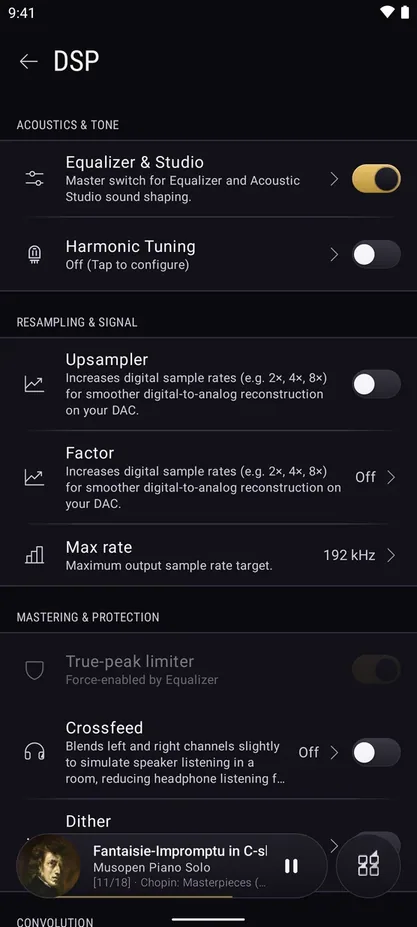 9:41
DSP
ACOUSTICS & TONE
Equalizer & Studio
Master switch for Equalizer and Acoustic
Studio sound shaping.
Harmonic Tuning
Off (Tap to configure)
RESAMPLING & SIGNAL
Upsampler
Increases digital sample rates (e.g. 2×, 4×, 8×)
for smoother digital-to-analog reconstruction
on your DAC.
Factor
Increases digital sample rates (e.g. 2×, 4×, 8×)
for smoother digital-to-analog reconstruction on
your DAC.
Off
Max rate
Maximum output sample rate target.
192 kHz
MASTERING & PROTECTION
True-peak limiter
Force-enabled by Equalizer
Crossfeed
Blends left and right channels slightly
to simulate speaker listening in a
room, reducing headphone listening f…
Off
Dither
Fantaisie-Impromptu in C-sl
Musopen Piano Solo
[11/18] · Chopin: Masterpieces (…
CONVOLUTION